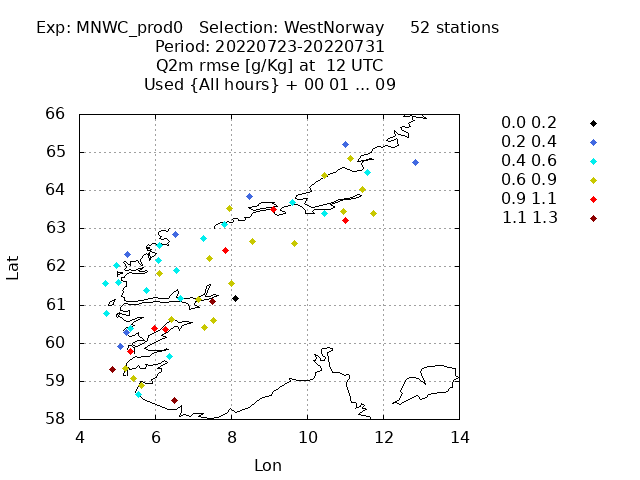 Exp: MNWC_prod0 Selection: WestNorway 52 stations
Period: 20220723-20220731
Q2m rmse [g/Kg] at 12 UTC
Used {All hours} + 00 01 ... 09
66
65
64
63
62
61
60
59
58
4 6 8 10 12 14
Lat
Lon
0.0 0.2
0.2 0.4
0.4 0.6
0.6 0.9
0.9 1.1
1.1 1.3